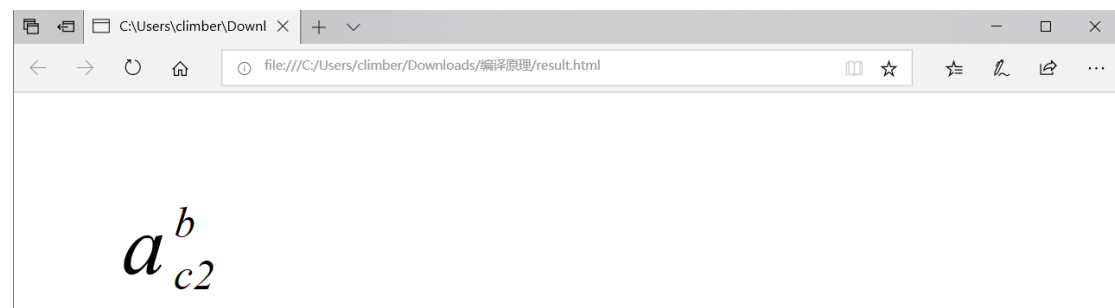 C:\Users\climber\Downl
file:///C:/Users/climber/Downloads/编译原理/result.html
b
a
c2